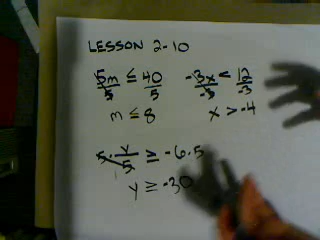 LESSON 2-10
5m/5 ≤ 40/5
m ≤ 8
-3x/-3 ≤ 12/-3
x > -4
5 · y/5 ≥ -6 · 5
y ≥ -30